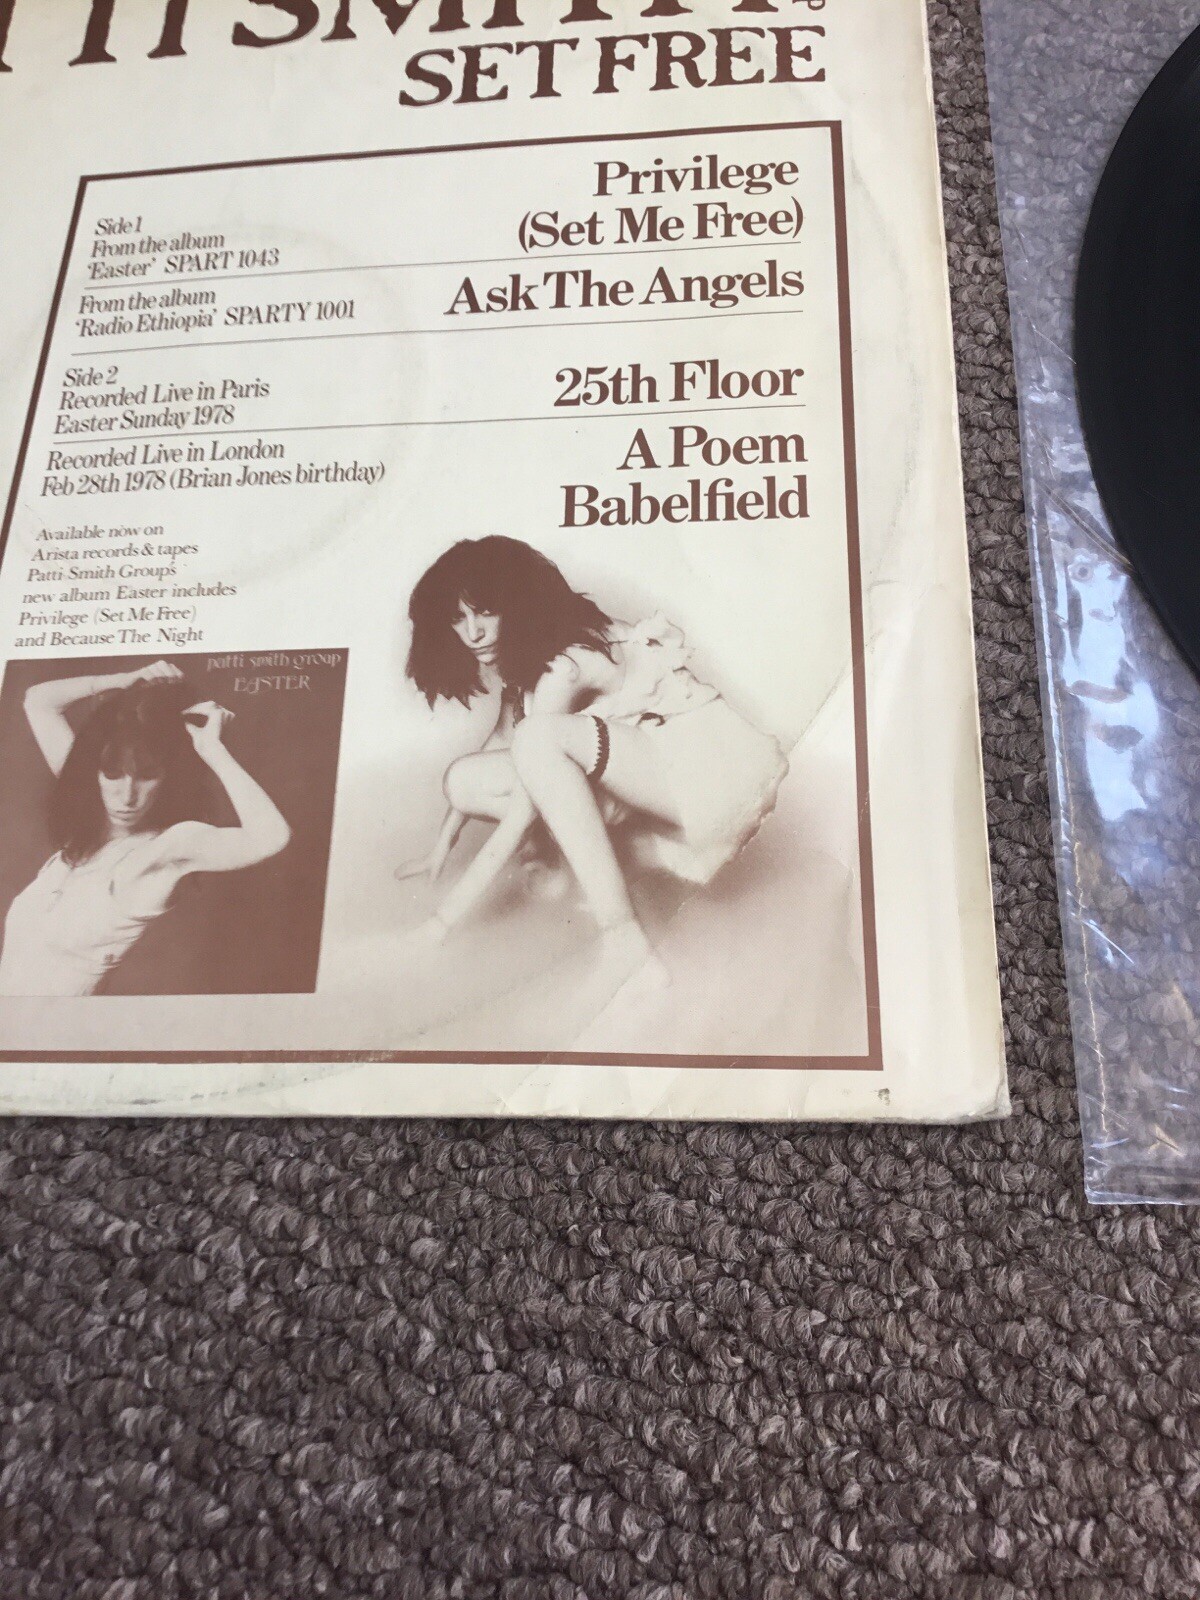 TTI SMITH
SET FREE
Side 1
From the album
'Easter' SPART 1043
Privilege
(Set Me Free)
From the album
'Radio Ethiopia' SPARTY 1001
Ask The Angels
Side 2
Recorded Live in Paris
Easter Sunday 1978
25th Floor
Recorded Live in London
Feb 28th 1978 (Brian Jones birthday)
A Poem
Babelfield
Available now on
Arista records & tapes
Patti Smith Group's
new album Easter includes
Privilege (Set Me Free)
and Because The Night
patti smith group
EASTER